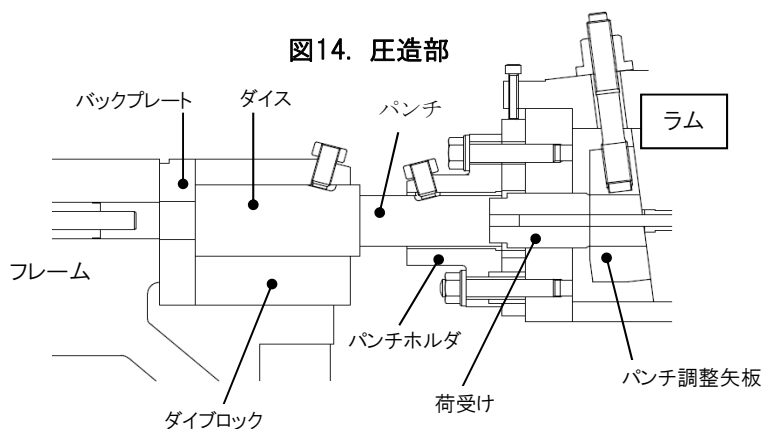 図14. 圧造部
バックプレート
ダイス
パンチ
ラム
フレーム
パンチホルダ
パンチ調整矢板
荷受け
ダイブロック